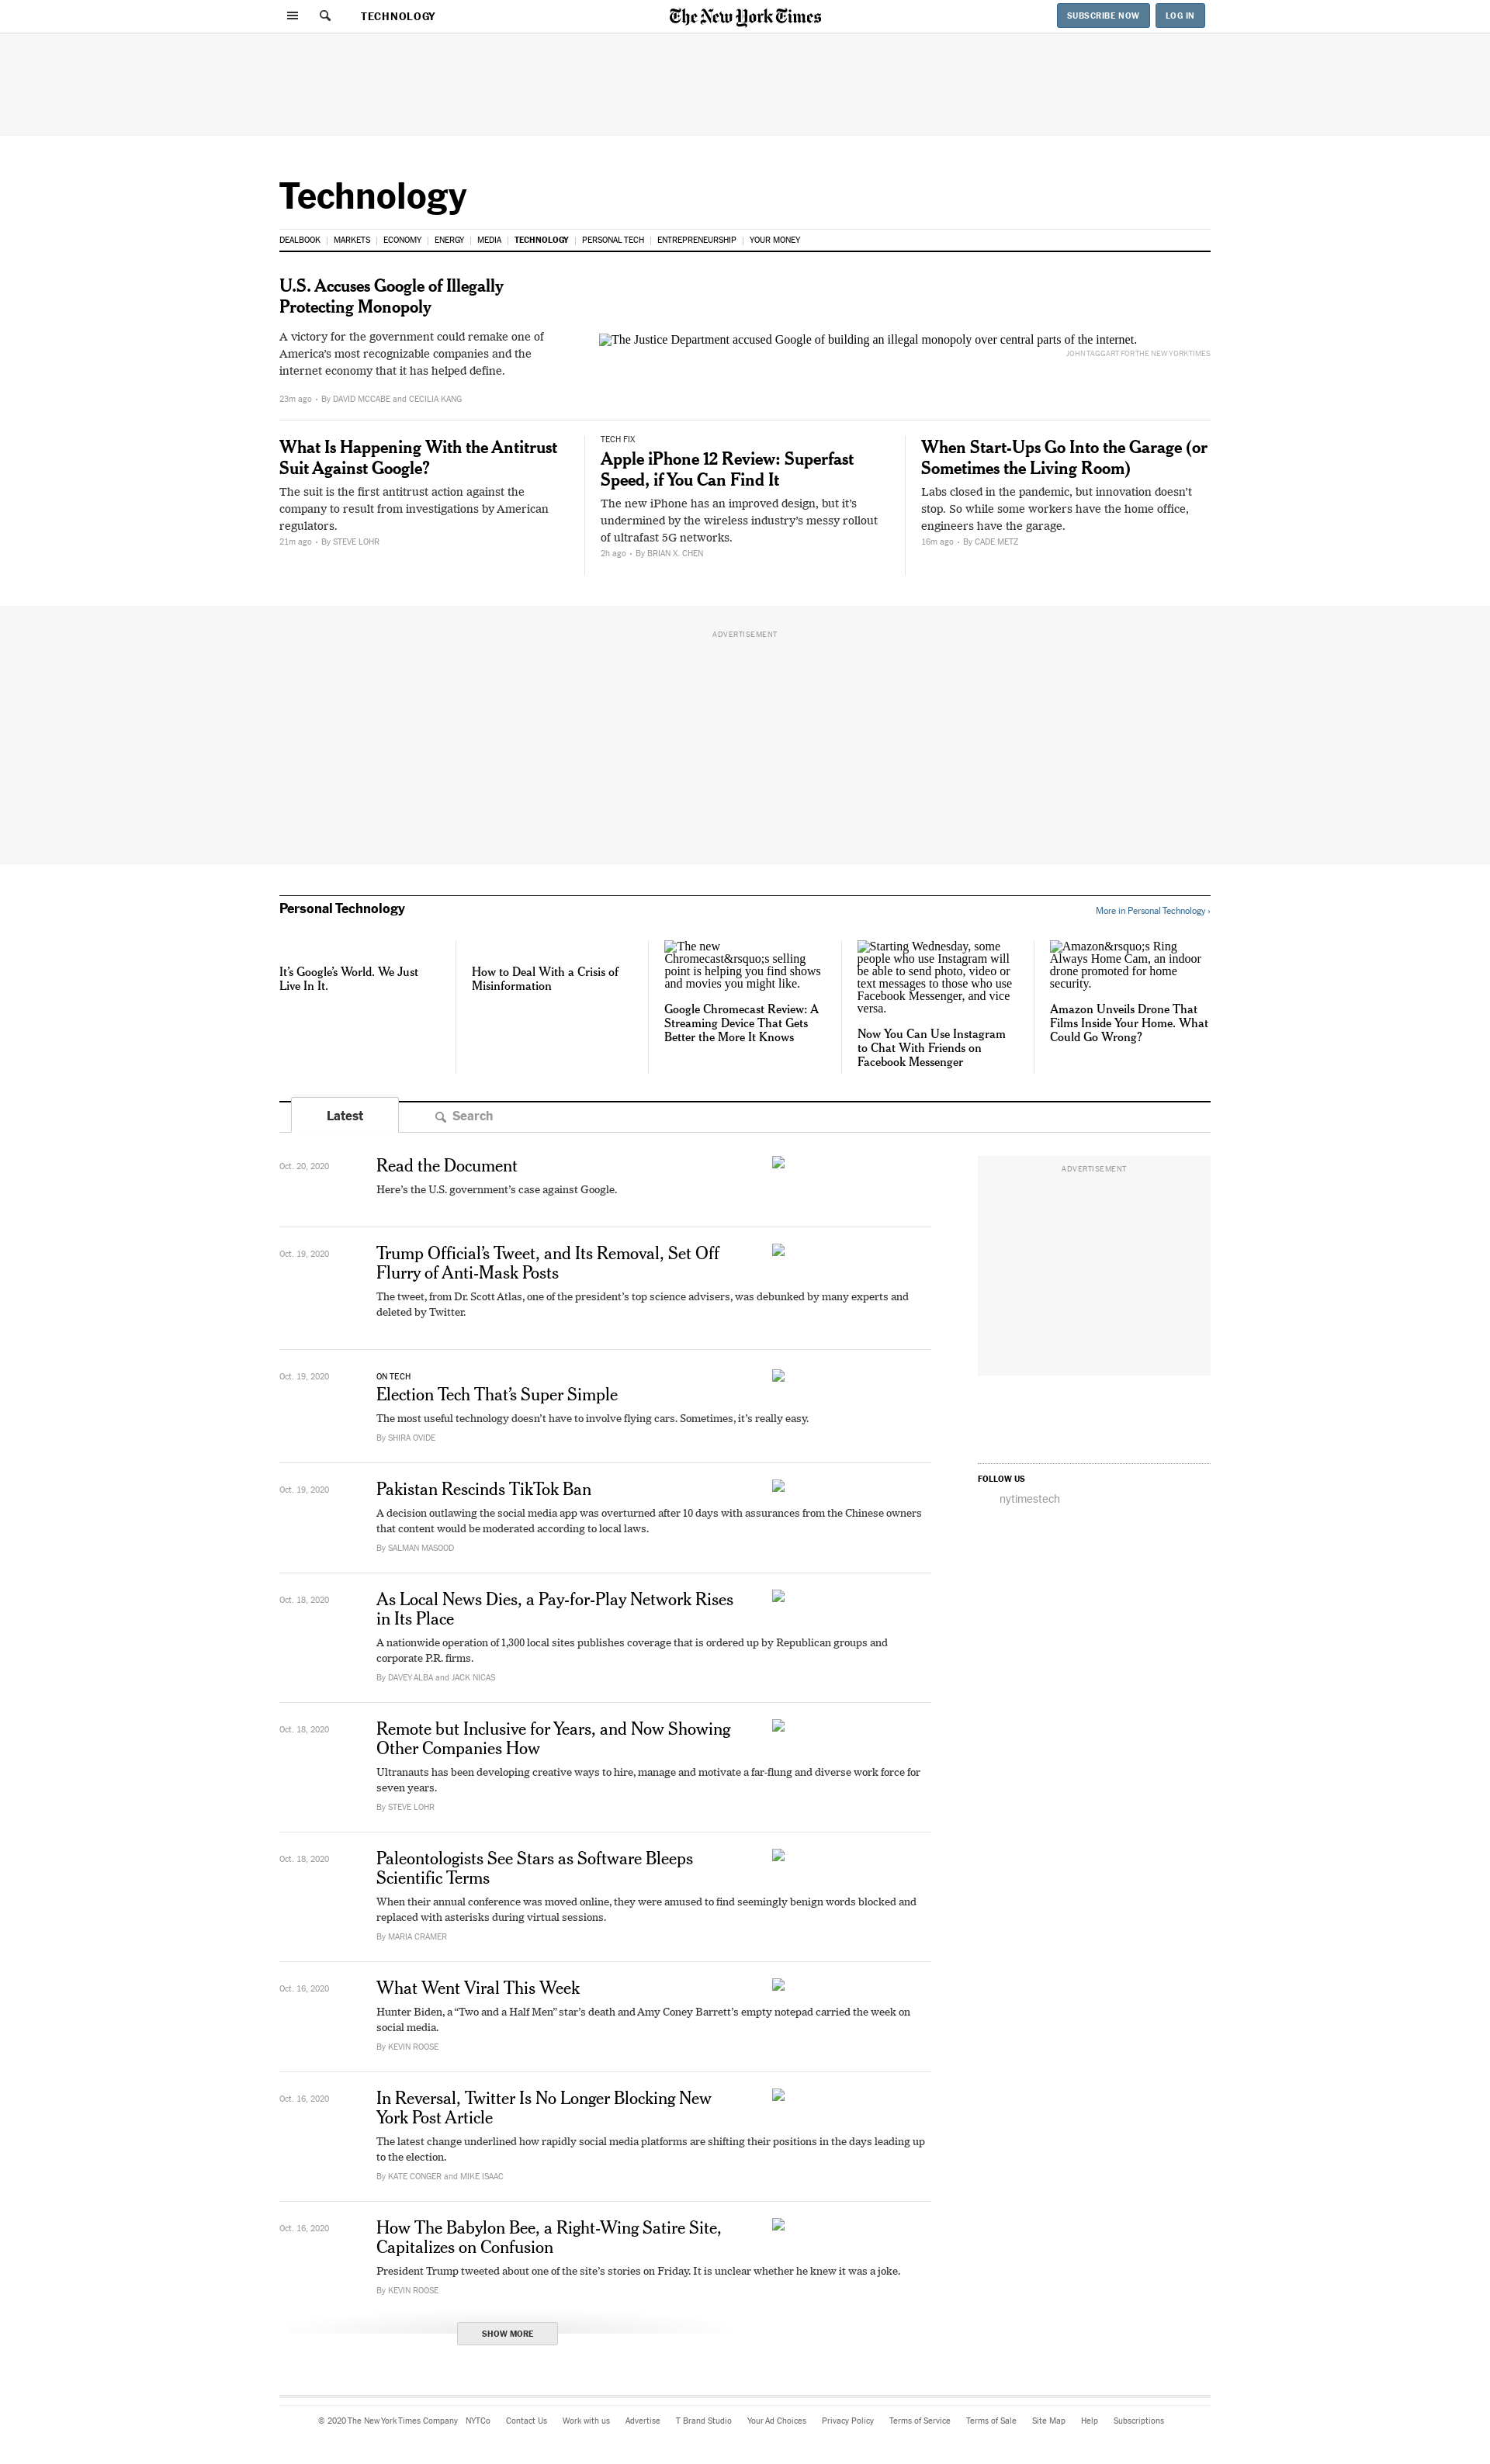 TECHNOLOGY
The New York Times
SUBSCRIBE NOW
LOG IN
Technology
DEALBOOK
MARKETS
ECONOMY
ENERGY
MEDIA
TECHNOLOGY
PERSONAL TECH
ENTREPRENEURSHIP
YOUR MONEY
U.S. Accuses Google of Illegally
Protecting Monopoly
A victory for the government could remake one of
America’s most recognizable companies and the
internet economy that it has helped define.
23m ago • By DAVID MCCABE and CECILIA KANG
The Justice Department accused Google of building an illegal monopoly over central parts of the internet.
JOHN TAGGART FOR THE NEW YORK TIMES
What Is Happening With the Antitrust
Suit Against Google?
The suit is the first antitrust action against the
company to result from investigations by American
regulators.
21m ago • By STEVE LOHR
TECH FIX
Apple iPhone 12 Review: Superfast
Speed, if You Can Find It
The new iPhone has an improved design, but it’s
undermined by the wireless industry’s messy rollout
of ultrafast 5G networks.
2h ago • By BRIAN X. CHEN
When Start-Ups Go Into the Garage (or
Sometimes the Living Room)
Labs closed in the pandemic, but innovation doesn’t
stop. So while some workers have the home office,
engineers have the garage.
16m ago • By CADE METZ
ADVERTISEMENT
Personal Technology
More in Personal Technology ›
It’s Google’s World. We Just
Live In It.
How to Deal With a Crisis of
Misinformation
The new
Chromecast&rsquo;s selling
point is helping you find shows
and movies you might like.
Google Chromecast Review: A
Streaming Device That Gets
Better the More It Knows
Starting Wednesday, some
people who use Instagram will
be able to send photo, video or
text messages to those who use
Facebook Messenger, and vice
versa.
Now You Can Use Instagram
to Chat With Friends on
Facebook Messenger
Amazon&rsquo;s Ring
Always Home Cam, an indoor
drone promoted for home
security.
Amazon Unveils Drone That
Films Inside Your Home. What
Could Go Wrong?
Latest
Search
Oct. 20, 2020
Read the Document
Here’s the U.S. government’s case against Google.
Oct. 19, 2020
Trump Official’s Tweet, and Its Removal, Set Off
Flurry of Anti-Mask Posts
The tweet, from Dr. Scott Atlas, one of the president’s top science advisers, was debunked by many experts and
deleted by Twitter.
Oct. 19, 2020
ON TECH
Election Tech That’s Super Simple
The most useful technology doesn’t have to involve flying cars. Sometimes, it’s really easy.
By SHIRA OVIDE
Oct. 19, 2020
Pakistan Rescinds TikTok Ban
A decision outlawing the social media app was overturned after 10 days with assurances from the Chinese owners
that content would be moderated according to local laws.
By SALMAN MASOOD
Oct. 18, 2020
As Local News Dies, a Pay-for-Play Network Rises
in Its Place
A nationwide operation of 1,300 local sites publishes coverage that is ordered up by Republican groups and
corporate P.R. firms.
By DAVEY ALBA and JACK NICAS
Oct. 18, 2020
Remote but Inclusive for Years, and Now Showing
Other Companies How
Ultranauts has been developing creative ways to hire, manage and motivate a far-flung and diverse work force for
seven years.
By STEVE LOHR
Oct. 18, 2020
Paleontologists See Stars as Software Bleeps
Scientific Terms
When their annual conference was moved online, they were amused to find seemingly benign words blocked and
replaced with asterisks during virtual sessions.
By MARIA CRAMER
Oct. 16, 2020
What Went Viral This Week
Hunter Biden, a “Two and a Half Men” star’s death and Amy Coney Barrett’s empty notepad carried the week on
social media.
By KEVIN ROOSE
Oct. 16, 2020
In Reversal, Twitter Is No Longer Blocking New
York Post Article
The latest change underlined how rapidly social media platforms are shifting their positions in the days leading up
to the election.
By KATE CONGER and MIKE ISAAC
Oct. 16, 2020
How The Babylon Bee, a Right-Wing Satire Site,
Capitalizes on Confusion
President Trump tweeted about one of the site’s stories on Friday. It is unclear whether he knew it was a joke.
By KEVIN ROOSE
SHOW MORE
ADVERTISEMENT
FOLLOW US
nytimestech
© 2020 The New York Times Company NYTCo Contact Us Work with us Advertise T Brand Studio Your Ad Choices Privacy Policy Terms of Service Terms of Sale Site Map Help Subscriptions